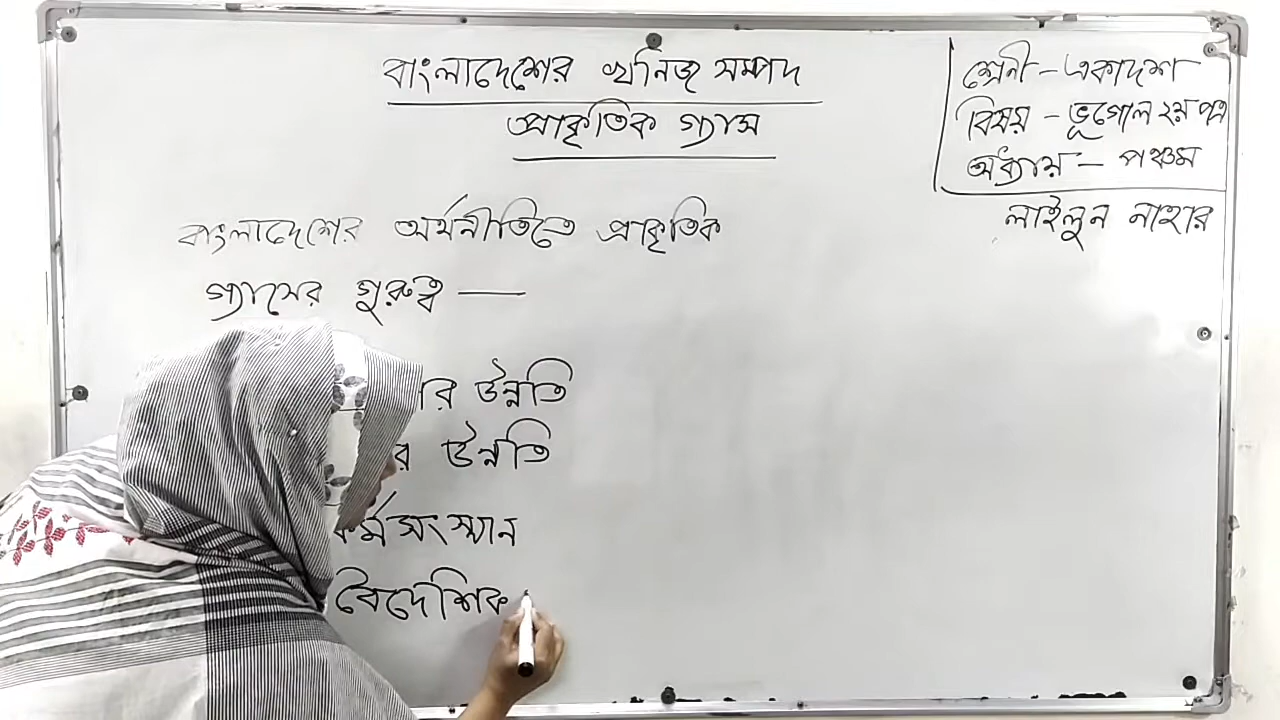 বাংলাদেশের খনিজ সম্পদ
প্রাকৃতিক গ্যাস
শ্রেনী - একাদশ
বিষয় - ভূগোল ২য় পত্র
অধ্যায় - পঞ্চম
লাইলুন নাহার
বাংলাদেশের অর্থনীতিতে প্রাকৃতিক
গ্যাসের গুরুত্ব —
উন্নতি
উন্নতি
কর্মসংস্থান
বৈদেশিক